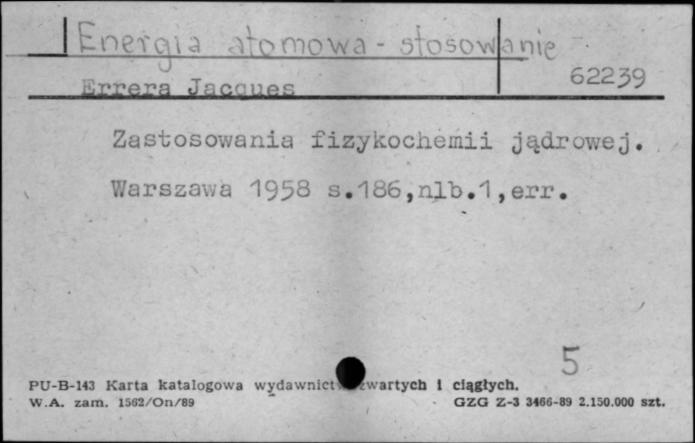 Energia atomowa - stosowanie
62239
Errera Jacques
Zastosowania fizykochemii jądrowej.
Warszawa 1958 s.186,nlb.1,err.
5
PU-B-143 Karta katalogowa wydawnictw zwartych i ciągłych.
W.A. zam. 1562/On/89 GZG Z-3 3466-89 2.150.000 szt.